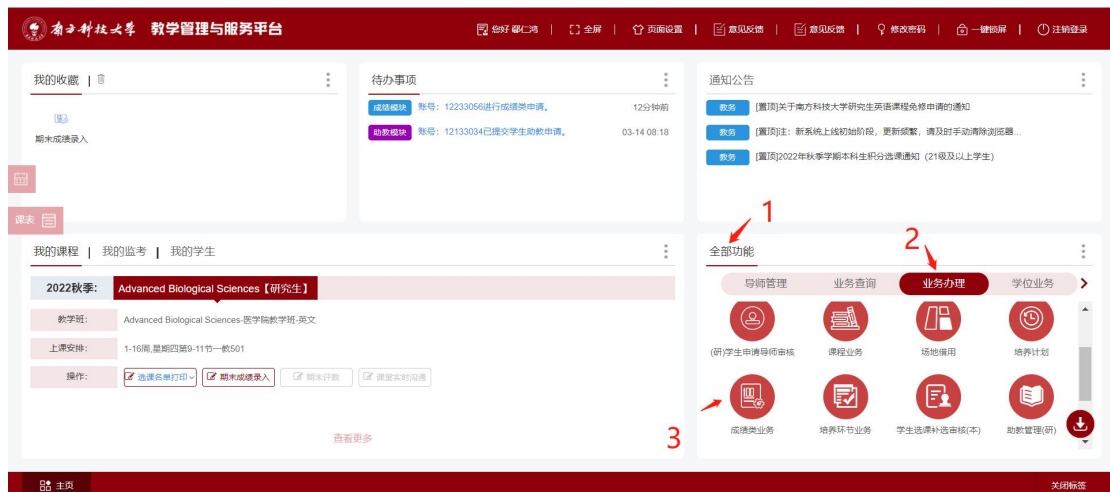 南方科技大学 教学管理与服务平台
您好 鄢仁鸿 | 全屏 | 页面设置 | 意见反馈 | 意见反馈 | 修改密码 | 一键锁屏 | 注销登录
我的收藏 |
期末成绩录入
课表
待办事项
成绩模块 账号：12233056进行成绩类申请。 12分钟前
助教模块 账号：12133034已提交学生助教申请。 03-14 08:18
通知公告
教务 [置顶]关于南方科技大学研究生英语课程免修申请的通知
教务 [置顶]注：新系统上线初始阶段，更新频繁，请及时手动清除浏览器...
教务 [置顶]2022年秋季学期本科生积分选课通知（21级及以上学生）
我的课程 | 我的监考 | 我的学生
2022秋季： Advanced Biological Sciences【研究生】
教学班： Advanced Biological Sciences-医学院教学班-英文
上课安排： 1-16周,星期四第9-11节一教501
操作： 选课名单打印 期末成绩录入 期末评教 课堂实时沟通
查看更多
1
全部功能
2
导师管理 业务查询 业务办理 学位业务
(研)学生申请导师审核 课程业务 场地借用 培养计划
成绩类业务 培养环节业务 学生选课补选审核(本) 助教管理(研)
3
主页 关闭标签